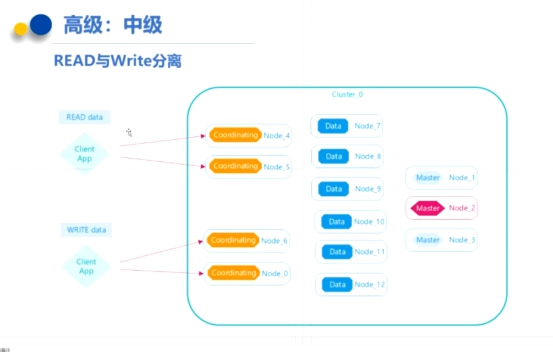 高级：中级
READ与Write分离
Cluster_0
READ data
Client
App
Coordinating Node_4
Coordinating Node_5
WRITE data
Client
App
Coordinating Node_6
Coordinating Node_0
Data Node_7
Data Node_8
Data Node_9
Data Node_10
Data Node_11
Data Node_12
Master Node_1
Master Node_2
Master Node_3